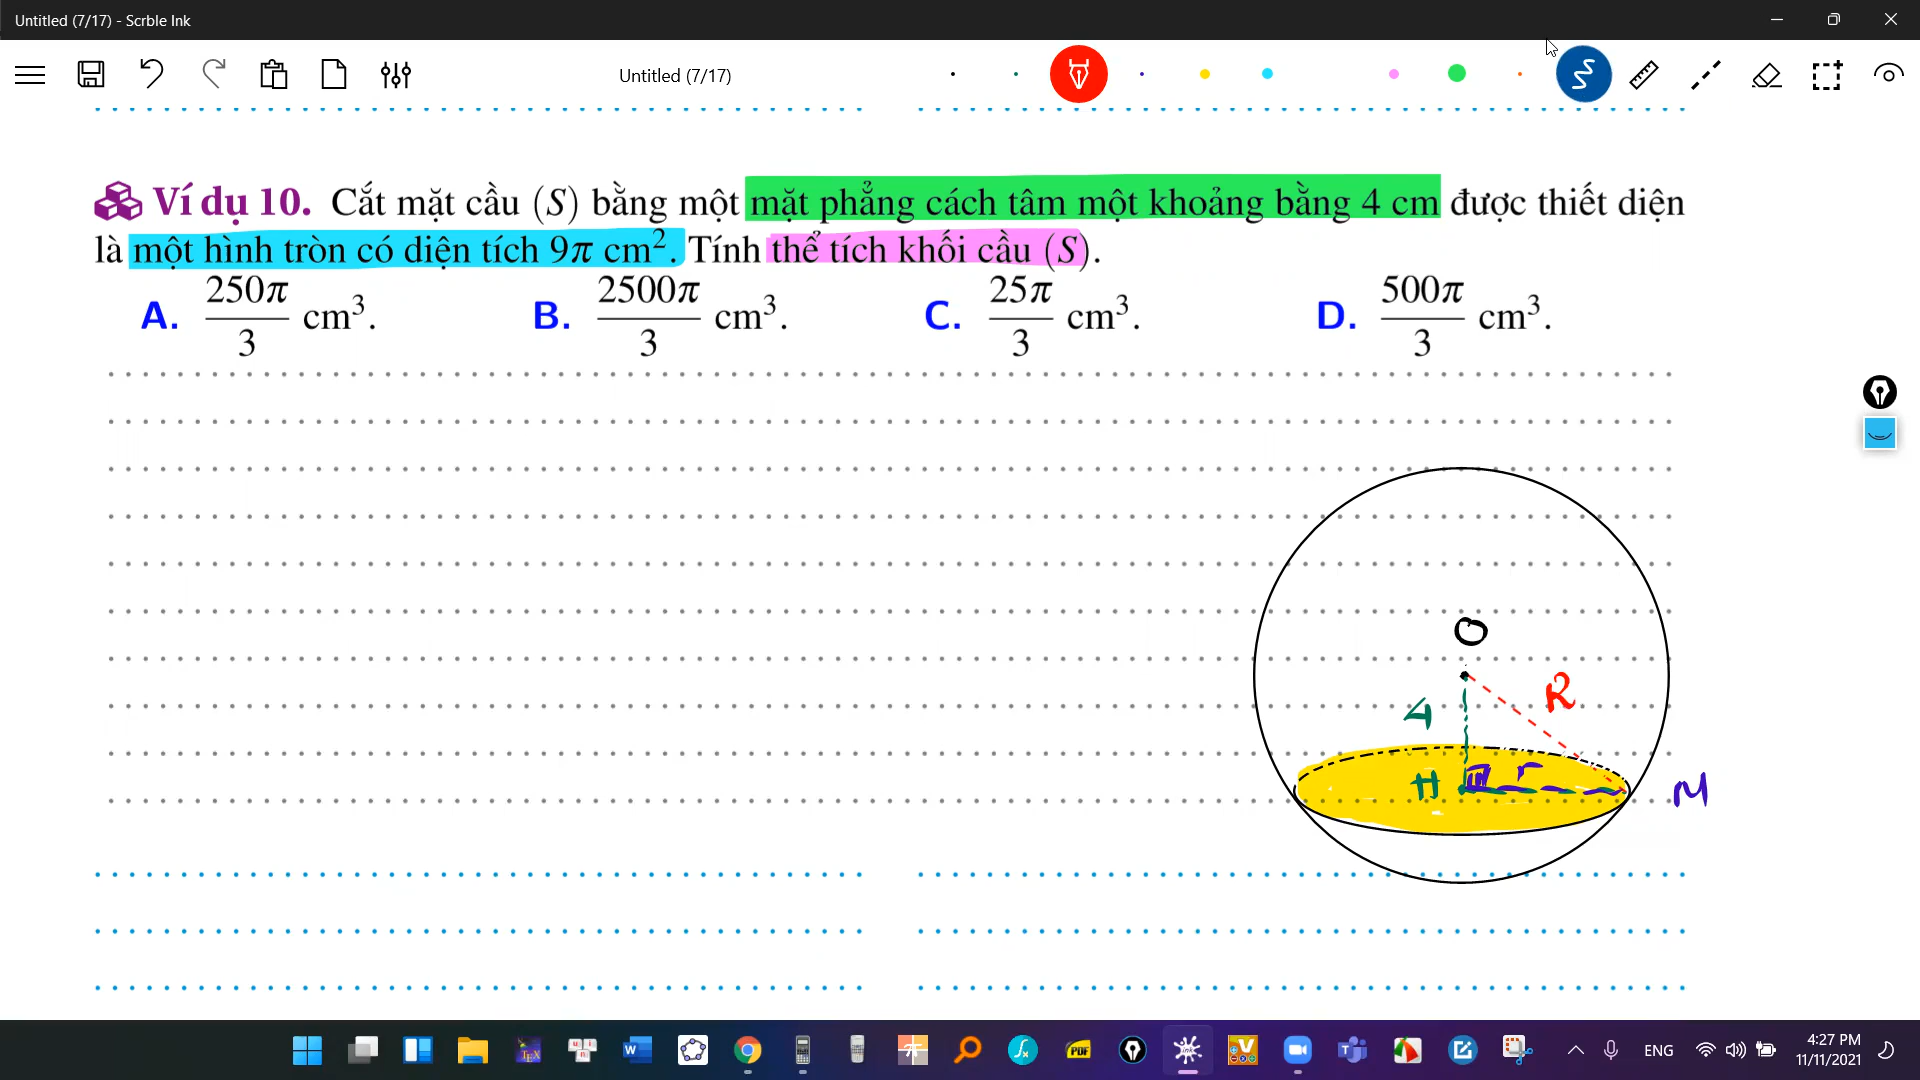 Untitled (7/17) - Scrble Ink
Untitled (7/17)
Ví dụ 10. Cắt mặt cầu (S) bằng một mặt phẳng cách tâm một khoảng bằng 4 cm được thiết diện
là một hình tròn có diện tích 9π cm². Tính thể tích khối cầu (S).
A. 250π/3 cm³. B. 2500π/3 cm³. C. 25π/3 cm³. D. 500π/3 cm³.
O
4 R
H r M
ENG 4:27 PM
11/11/2021